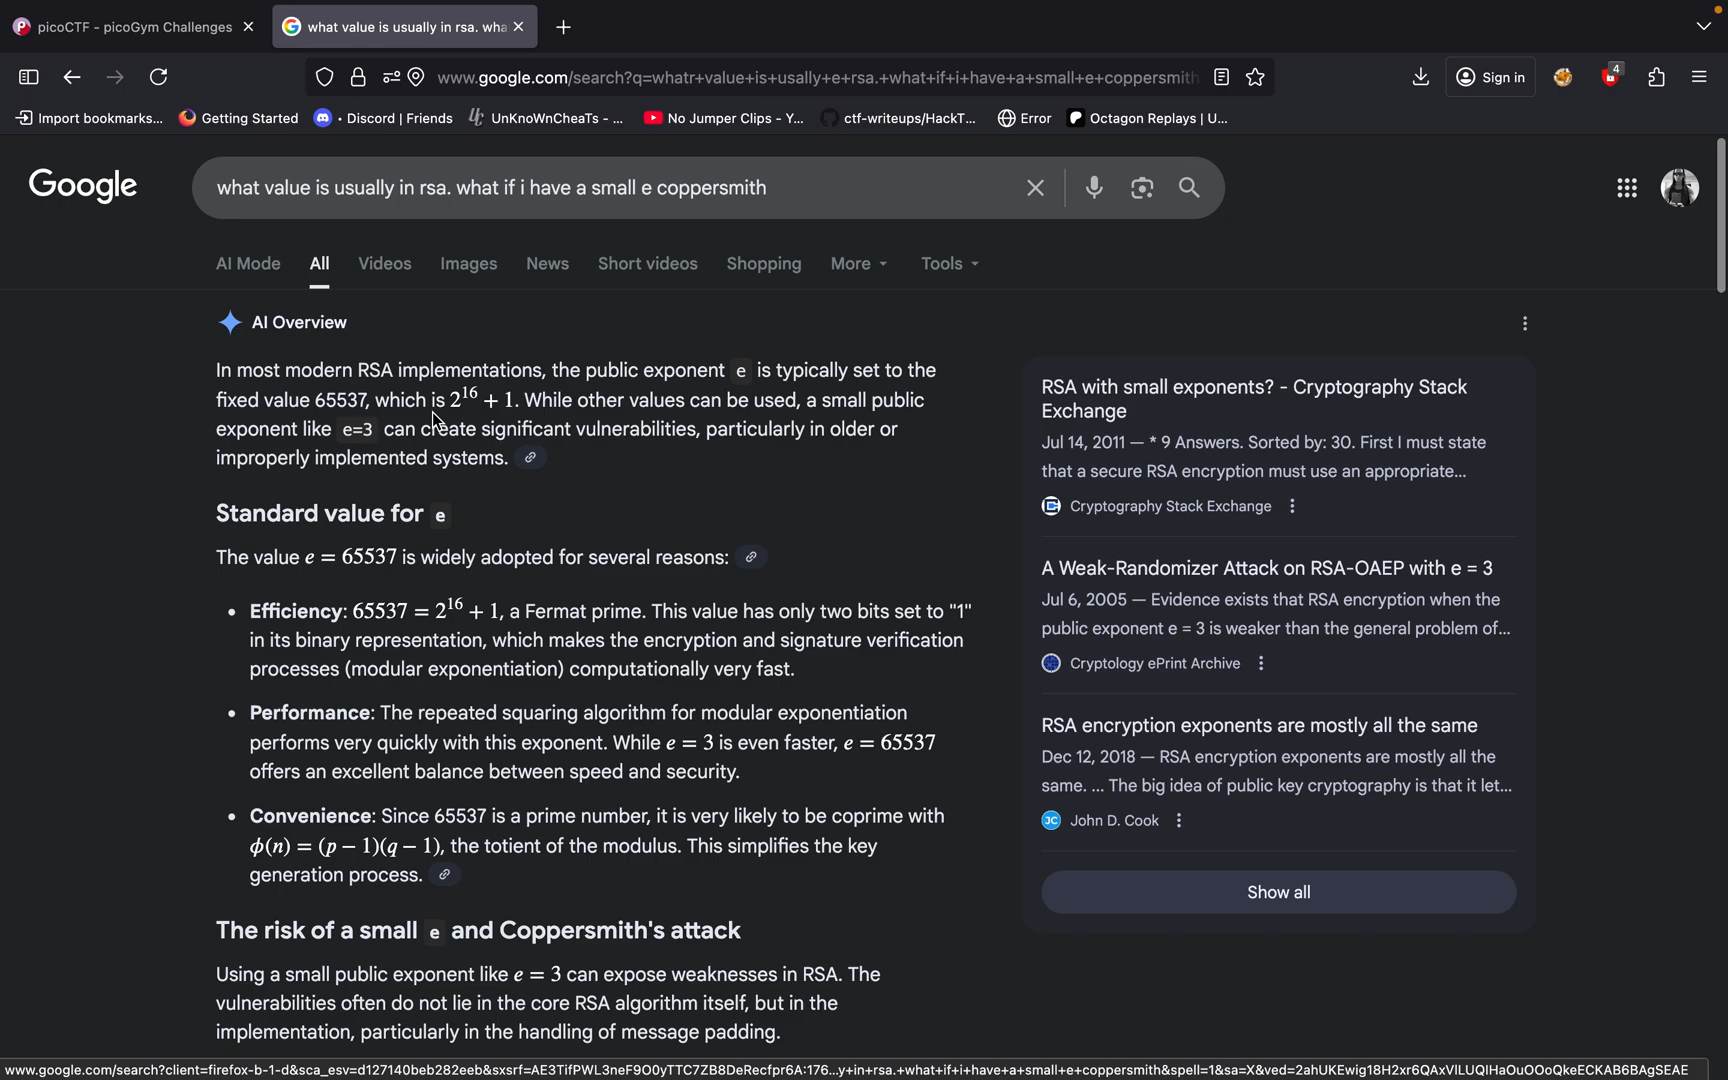 picoCTF - picoGym Challenges
what value is usually in rsa. wha
www.google.com/search?q=whatr+value+is+usally+e+rsa.+what+if+i+have+a+small+e+coppersmith
Sign in
4
Import bookmarks...
Getting Started
• Discord | Friends
UnKnoWnCheaTs - ...
No Jumper Clips - Y...
ctf-writeups/HackT...
Error
Octagon Replays | U...
Google
what value is usually in rsa. what if i have a small e coppersmith
AI Mode
All
Videos
Images
News
Short videos
Shopping
More
Tools
AI Overview
In most modern RSA implementations, the public exponent e is typically set to the
fixed value 65537, which is 2¹⁶ + 1. While other values can be used, a small public
exponent like e=3 can create significant vulnerabilities, particularly in older or
improperly implemented systems.
Standard value for e
The value e = 65537 is widely adopted for several reasons:
• Efficiency: 65537 = 2¹⁶ + 1, a Fermat prime. This value has only two bits set to "1"
in its binary representation, which makes the encryption and signature verification
processes (modular exponentiation) computationally very fast.
• Performance: The repeated squaring algorithm for modular exponentiation
performs very quickly with this exponent. While e = 3 is even faster, e = 65537
offers an excellent balance between speed and security.
• Convenience: Since 65537 is a prime number, it is very likely to be coprime with
ϕ(n) = (p − 1)(q − 1), the totient of the modulus. This simplifies the key
generation process.
The risk of a small e and Coppersmith's attack
Using a small public exponent like e = 3 can expose weaknesses in RSA. The
vulnerabilities often do not lie in the core RSA algorithm itself, but in the
implementation, particularly in the handling of message padding.
RSA with small exponents? - Cryptography Stack
Exchange
Jul 14, 2011 — * 9 Answers. Sorted by: 30. First I must state
that a secure RSA encryption must use an appropriate...
Cryptography Stack Exchange
A Weak-Randomizer Attack on RSA-OAEP with e = 3
Jul 6, 2005 — Evidence exists that RSA encryption when the
public exponent e = 3 is weaker than the general problem of...
Cryptology ePrint Archive
RSA encryption exponents are mostly all the same
Dec 12, 2018 — RSA encryption exponents are mostly all the
same. ... The big idea of public key cryptography is that it let...
JC John D. Cook
Show all
www.google.com/search?client=firefox-b-1-d&sca_esv=d127140beb282eeb&sxsrf=AE3TifPWL3neF9O0yTTC7ZB8DeRecfpr6A:176...y+in+rsa.+what+if+i+have+a+small+e+coppersmith&spell=1&sa=X&ved=2ahUKEwig18H2xr6QAxVlLUQIHaOuOOoQkeECKAB6BAgSEAE